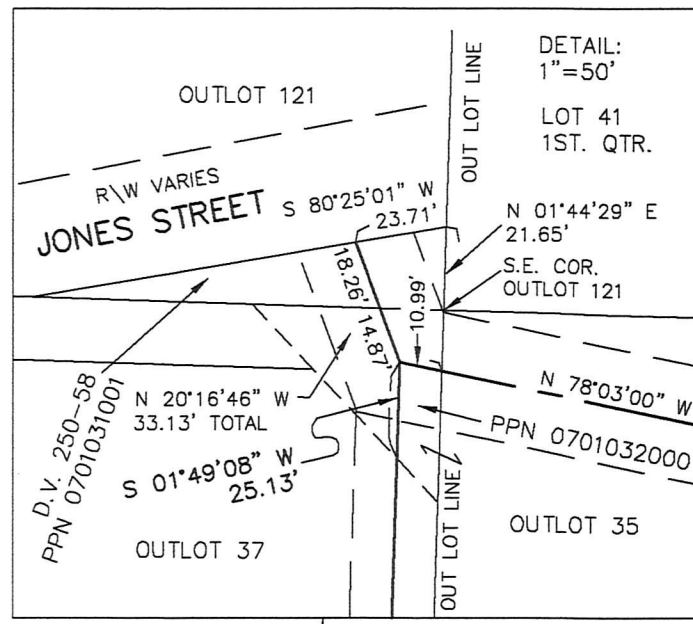 DETAIL:
1"=50'
LOT 41
1ST. QTR.
OUT LOT LINE
OUTLOT 121
R\W VARIES
JONES STREET
S 80°25'01" W
23.71'
N 01°44'29" E
21.65'
S.E. COR.
OUTLOT 121
18.26'
14.87'
10.99'
N 20°16'46" W
33.13' TOTAL
N 78°03'00" W
D.V. 250-58
PPN 0701031001
S 01°49'08" W
25.13'
PPN 0701032000
OUTLOT 37
OUT LOT LINE
OUTLOT 35